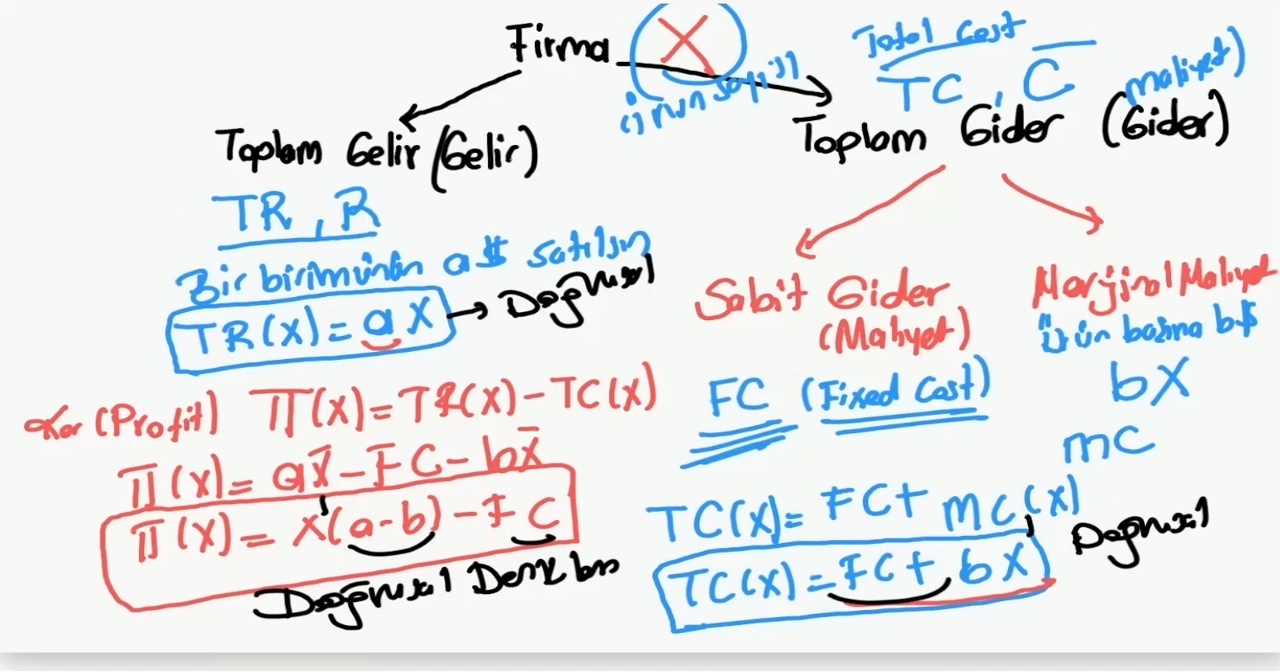 Firma
X
ürün sayısı
Total Cost
TC, C
maliyet)
Toplam Gelir (Gelir)
Toplam Gider (Gider)
TR, R
Bir birim ürün a$ satılsın
TR(x) = ax → Doğrusal
Sabit Gider
(Maliyet)
FC (Fixed Cost)
Marjinal Maliyet
ürün başına b$
bx
mc
Kar (Profit) Π(x) = TR(x) - TC(x)
Π(x) = ax - FC - bx
Π(x) = x(a-b) - FC
Doğrusal Denklem
TC(x) = FC + mc(x)
TC(x) = FC + bx
Doğrusal